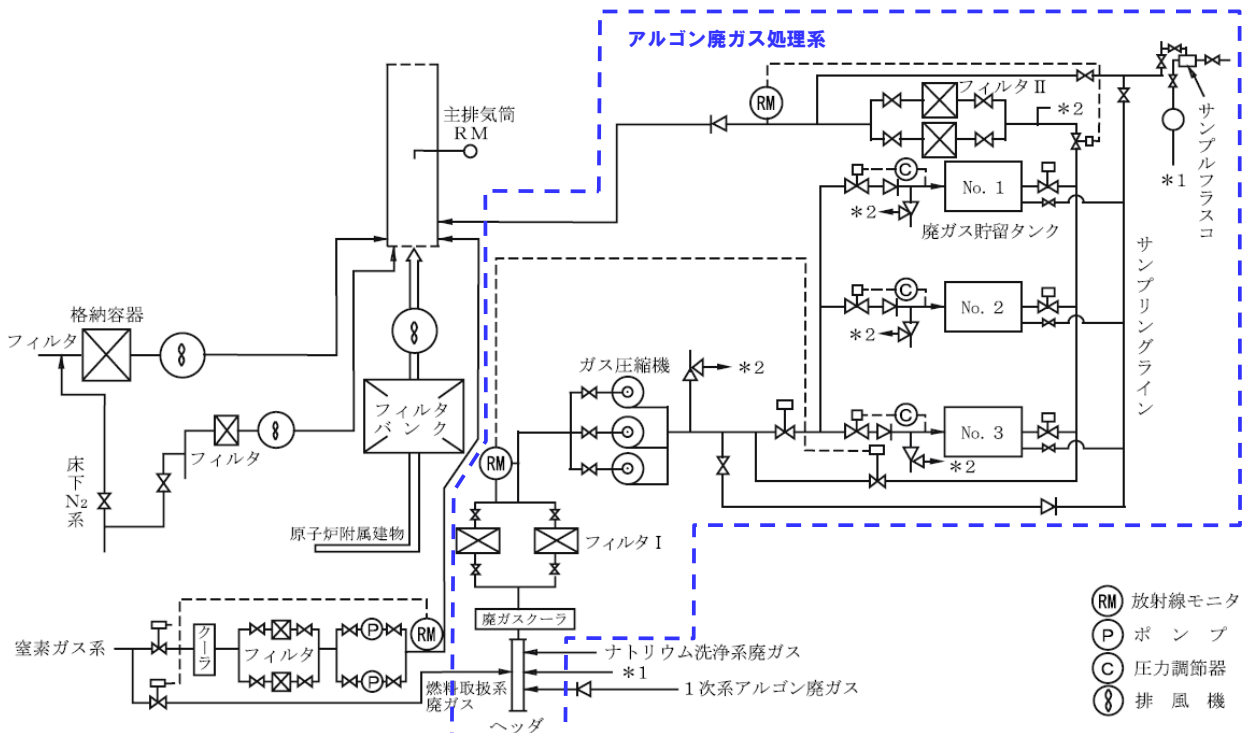 アルゴン廃ガス処理系
主排気筒
RM
RM
フィルタⅡ
*2
サンプルフラスコ
*1
C
No. 1
*2
廃ガス貯留タンク
サンプリングライン
C
No. 2
*2
格納容器
フィルタ
ガス圧縮機
*2
フィルタ
バンク
C
No. 3
*2
フィルタ
床下N₂系
RM
原子炉附属建物
フィルタⅠ
廃ガスクーラ
窒素ガス系
クーラ
フィルタ
P
P
RM
燃料取扱系
廃ガス
ナトリウム洗浄系廃ガス
*1
1次系アルゴン廃ガス
ヘッダ
RM 放射線モニタ
P ポンプ
C 圧力調節器
排風機